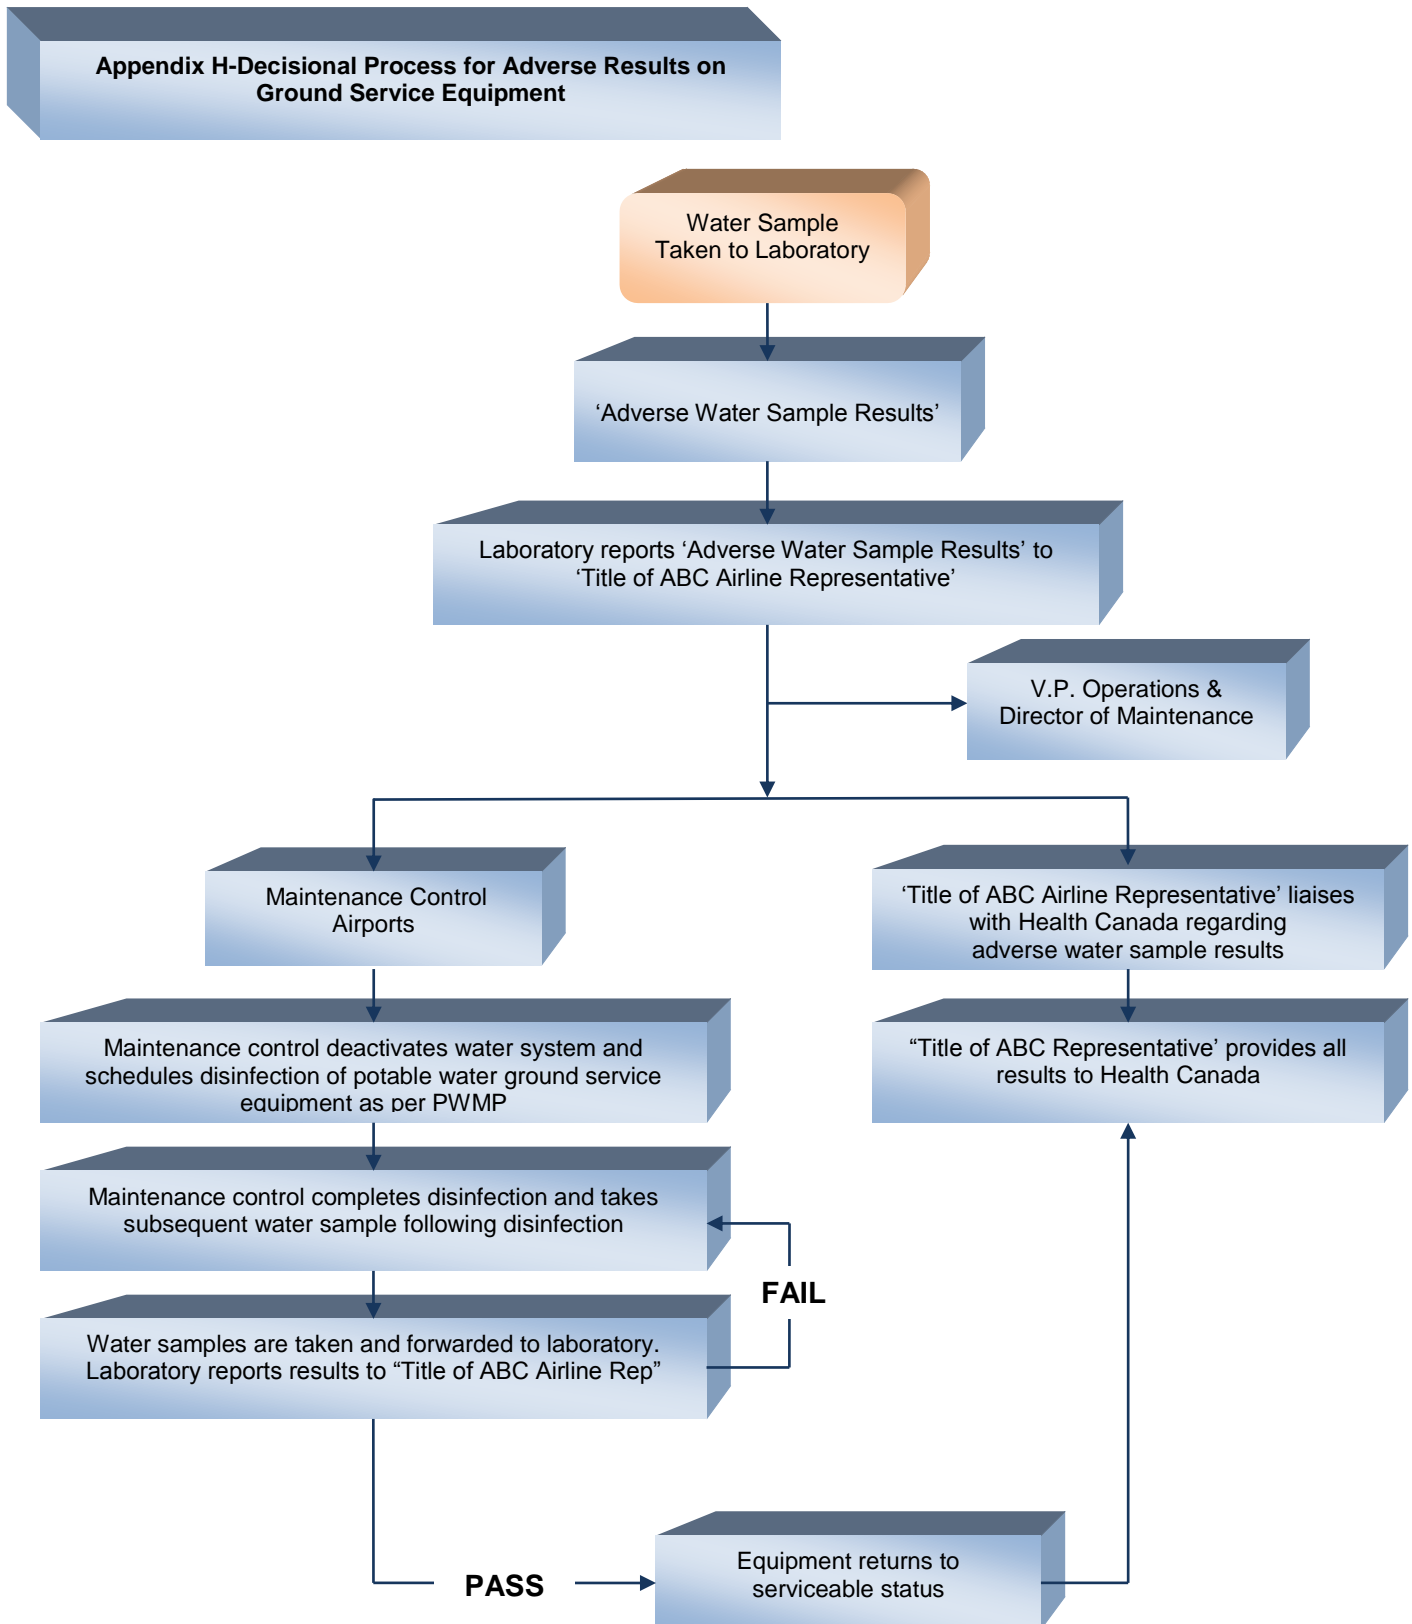 Appendix H-Decisional Process for Adverse Results on
Ground Service Equipment
Water Sample
Taken to Laboratory
‘Adverse Water Sample Results’
Laboratory reports ‘Adverse Water Sample Results’ to
‘Title of ABC Airline Representative’
V.P. Operations &
Director of Maintenance
Maintenance Control
Airports
‘Title of ABC Airline Representative’ liaises
with Health Canada regarding
adverse water sample results
Maintenance control deactivates water system and
schedules disinfection of potable water ground service
equipment as per PWMP
“Title of ABC Representative’ provides all
results to Health Canada
Maintenance control completes disinfection and takes
subsequent water sample following disinfection
FAIL
Water samples are taken and forwarded to laboratory.
Laboratory reports results to “Title of ABC Airline Rep”
PASS
Equipment returns to
serviceable status